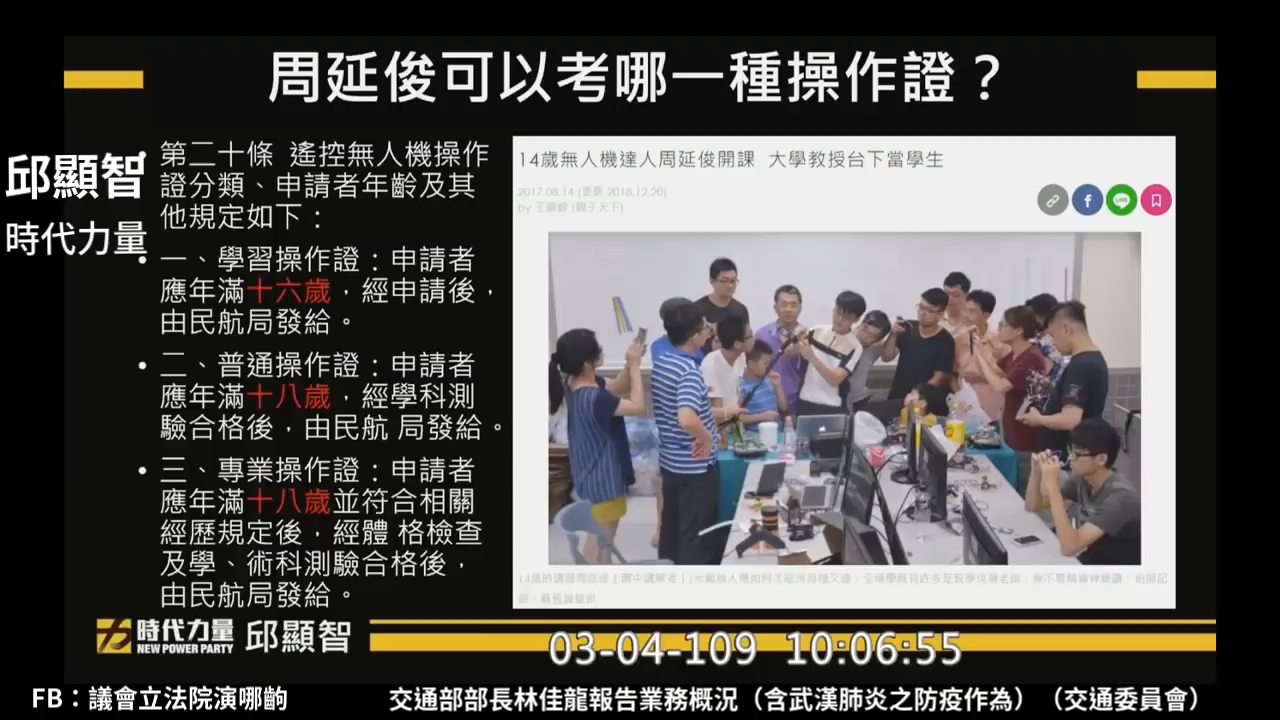 周延俊可以考哪一種操作證？
邱顯智
時代力量
• 第二十條 遙控無人機操作
證分類、申請者年齡及其
他規定如下：
• 一、學習操作證：申請者
應年滿十六歲，經申請後，
由民航局發給。
• 二、普通操作證：申請者
應年滿十八歲，經學科測
驗合格後，由民航 局發給。
• 三、專業操作證：申請者
應年滿十八歲並符合相關
經歷規定後，經體 格檢查
及學、術科測驗合格後，
由民航局發給。
14歲無人機達人周延俊開課 大學教授台下當學生
2017.08.14 (更新 2018.12.20)
LINE
時代力量
NEW POWER PARTY
邱顯智
03-04-109 10:06:55
FB：議會立法院演哪齣
交通部部長林佳龍報告業務概況（含武漢肺炎之防疫作為）（交通委員會）